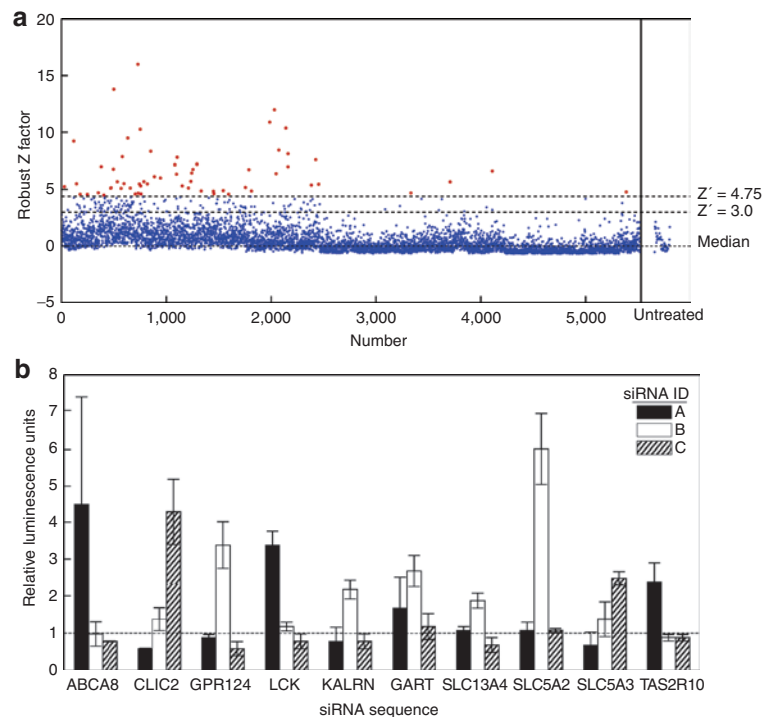 a
20
15
10
5
0
−5
Robust Z factor
Z´ = 4.75
Z´ = 3.0
Median
0 1,000 2,000 3,000 4,000 5,000 Untreated
Number
b
8
7
6
5
4
3
2
1
0
Relative luminescence units
siRNA ID
A
B
C
ABCA8 CLIC2 GPR124 LCK KALRN GART SLC13A4 SLC5A2 SLC5A3 TAS2R10
siRNA sequence